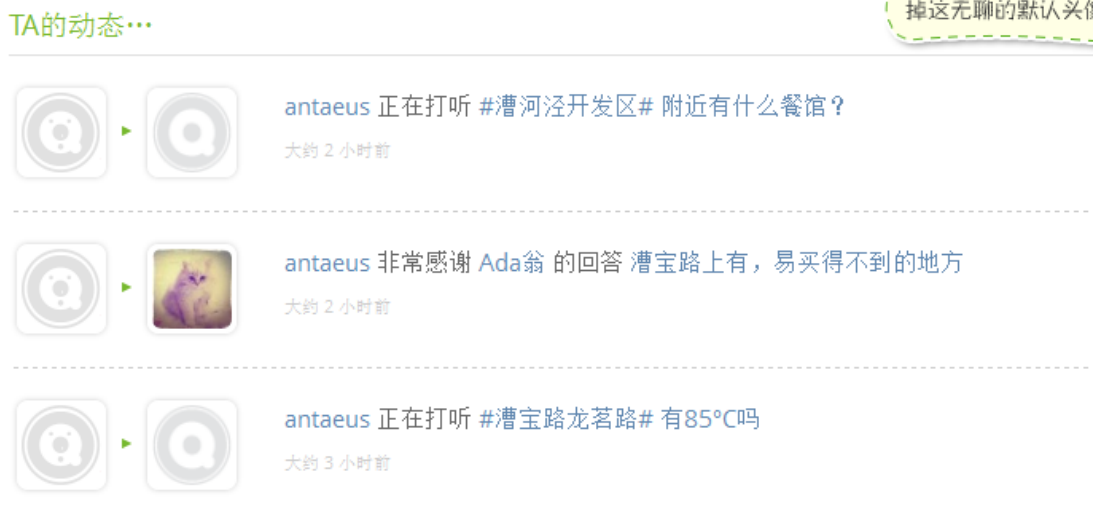 TA的动态…
掉这无聊的默认头像
antaeus 正在打听 #漕河泾开发区# 附近有什么餐馆？
大约 2 小时前
antaeus 非常感谢 Ada翁 的回答 漕宝路上有，易买得不到的地方
大约 2 小时前
antaeus 正在打听 #漕宝路龙茗路# 有85℃吗
大约 3 小时前